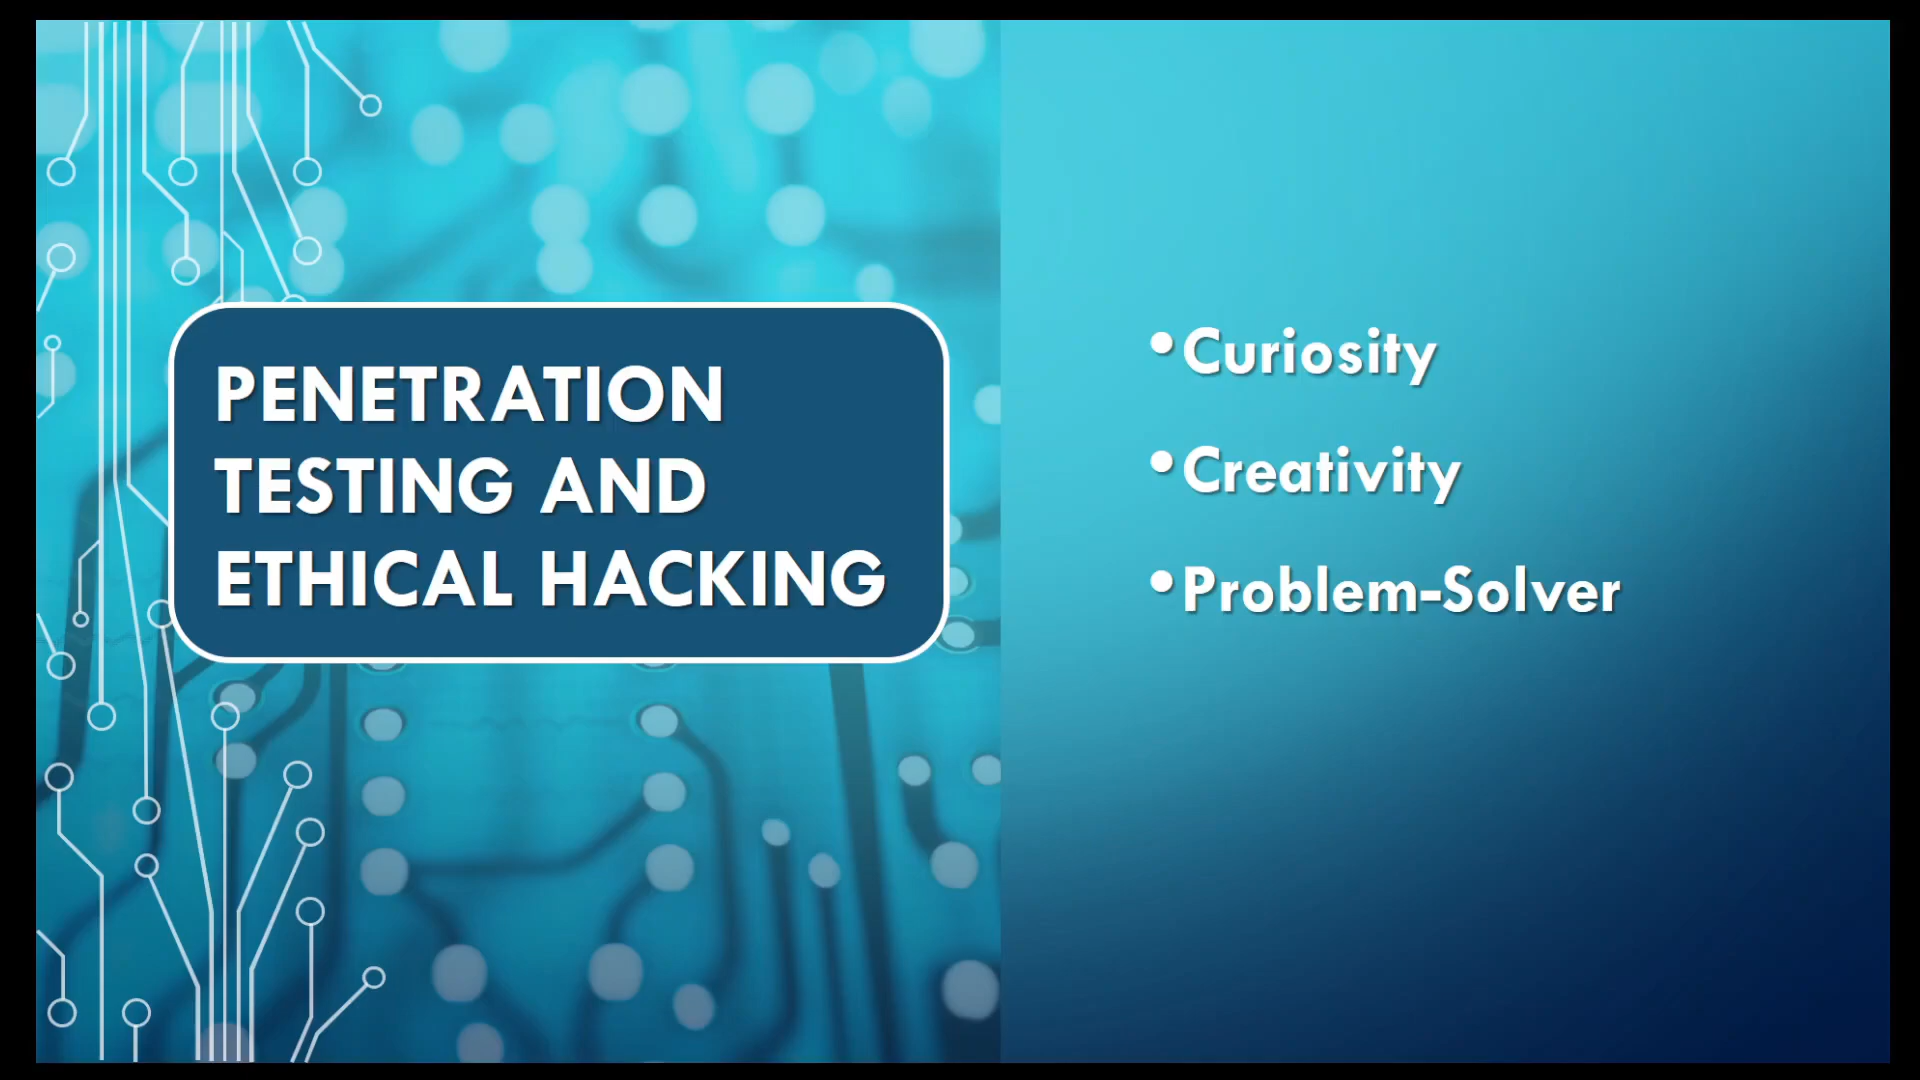 PENETRATION
TESTING AND
ETHICAL HACKING
•Curiosity
•Creativity
•Problem-Solver